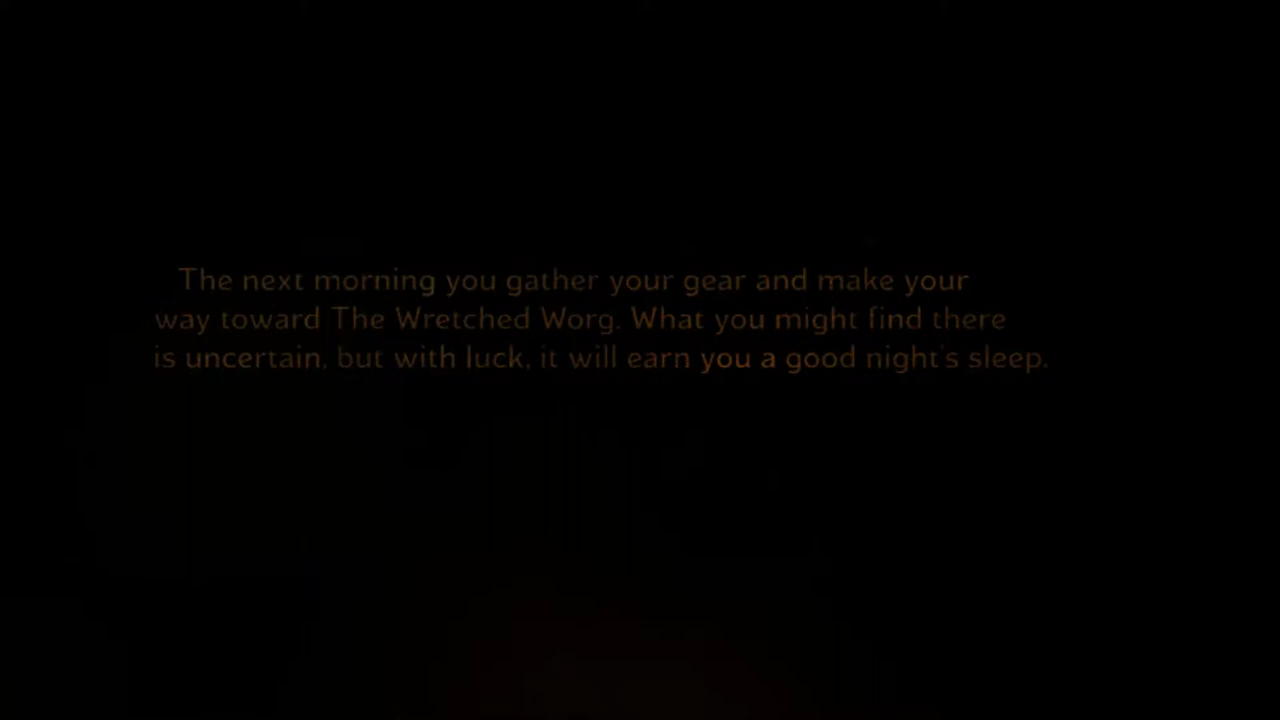 The next morning you gather your gear and make your
way toward The Wretched Worg. What you might find there
is uncertain, but with luck, it will earn you a good night's sleep.